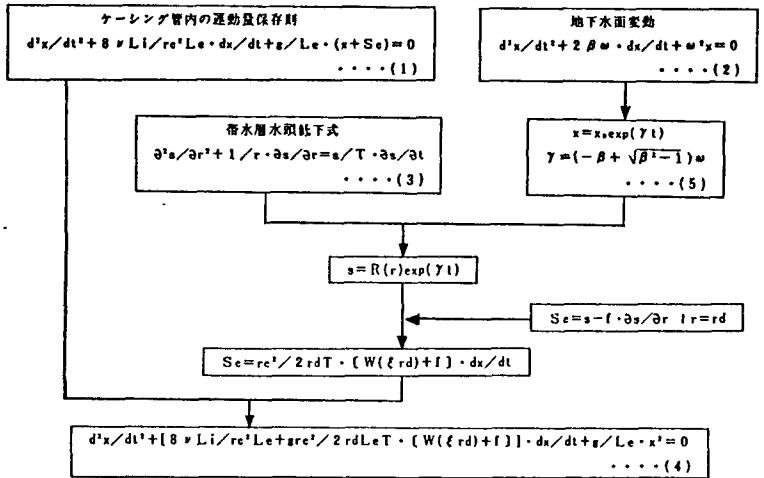 ケーシング管内の運動量保存則
d²x/dt²+8νLi/rc²Le・dx/dt+g/Le・(x+Sc)=0
・・・・(1)
地下水面変動
d²x/dt²+2βω・dx/dt+ω²x=0
・・・・(2)
帯水層水頭低下式
∂²s/∂r²+1/r・∂s/∂r=s/T・∂s/∂t
・・・・(3)
x=x₀exp(γt)
γ=(-β+√β²-1)ω
・・・・(5)
s=R(r)exp(γt)
Sc=s-f・∂s/∂r ! r=rd
Sc=rc²/2rdT・[W(ξrd)+f]・dx/dt
d²x/dt²+[8νLi/rc²Le+grc²/2rdLeT・[W(ξrd)+f]]・dx/dt+g/Le・x²=0
・・・・(4)